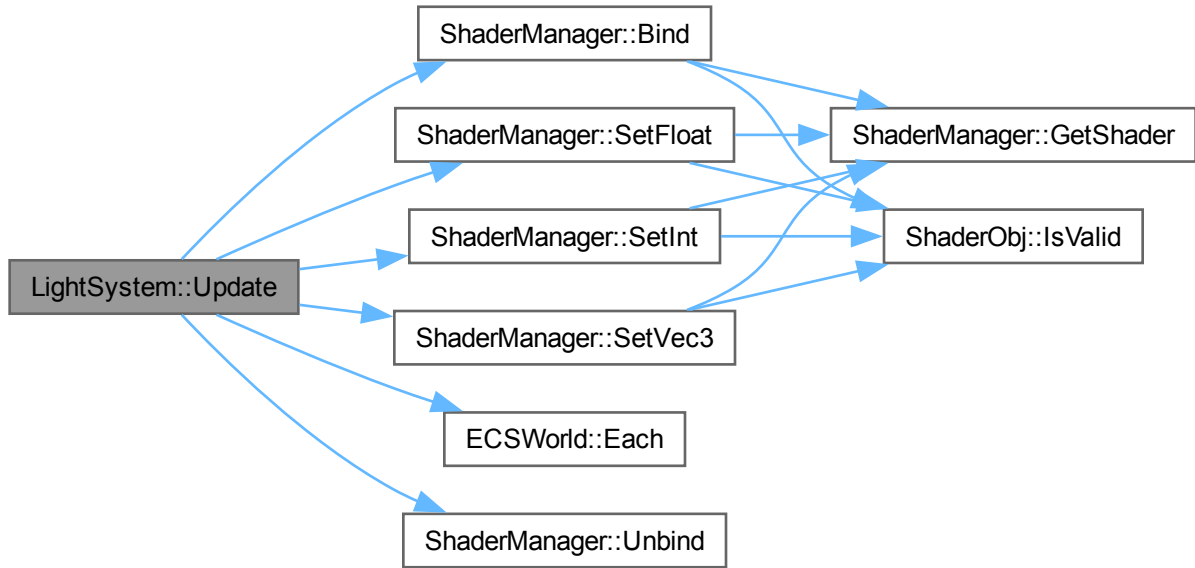 ShaderManager::Bind
ShaderManager::SetFloat
ShaderManager::GetShader
ShaderManager::SetInt
ShaderObj::IsValid
LightSystem::Update
ShaderManager::SetVec3
ECSWorld::Each
ShaderManager::Unbind